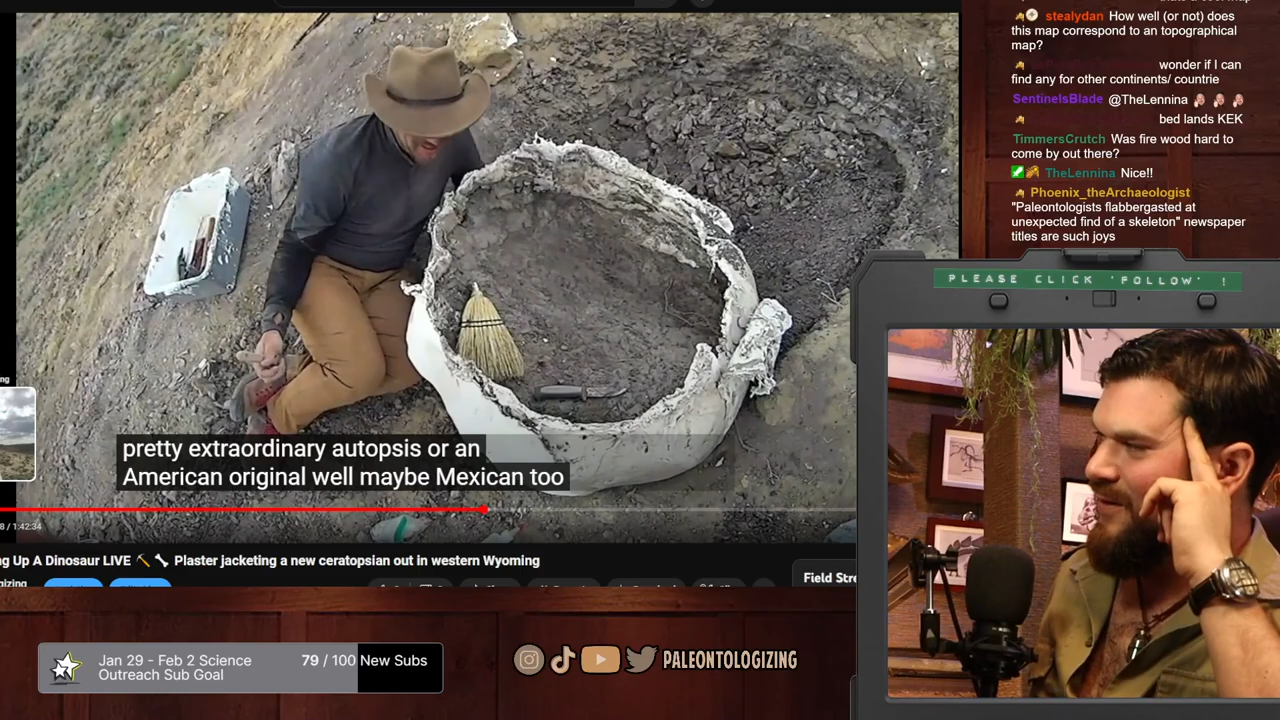 stealydan How well (or not) does
this map correspond to an topographical
map?
wonder if I can
find any for other continents/ countrie
SentinelsBlade @TheLennina
bed lands KEK
TimmersCrutch Was fire wood hard to
come by out there?
TheLennina Nice!!
Phoenix_theArchaeologist
"Paleontologists flabbergasted at
unexpected find of a skeleton" newspaper
titles are such joys
PLEASE CLICK 'FOLLOW' !
pretty extraordinary autopsis or an
American original well maybe Mexican too
8 / 1:42:34
ng Up A Dinosaur LIVE Plaster jacketing a new ceratopsian out in western Wyoming
Field Stre
Jan 29 - Feb 2 Science
Outreach Sub Goal
79 / 100 New Subs
PALEONTOLOGIZING